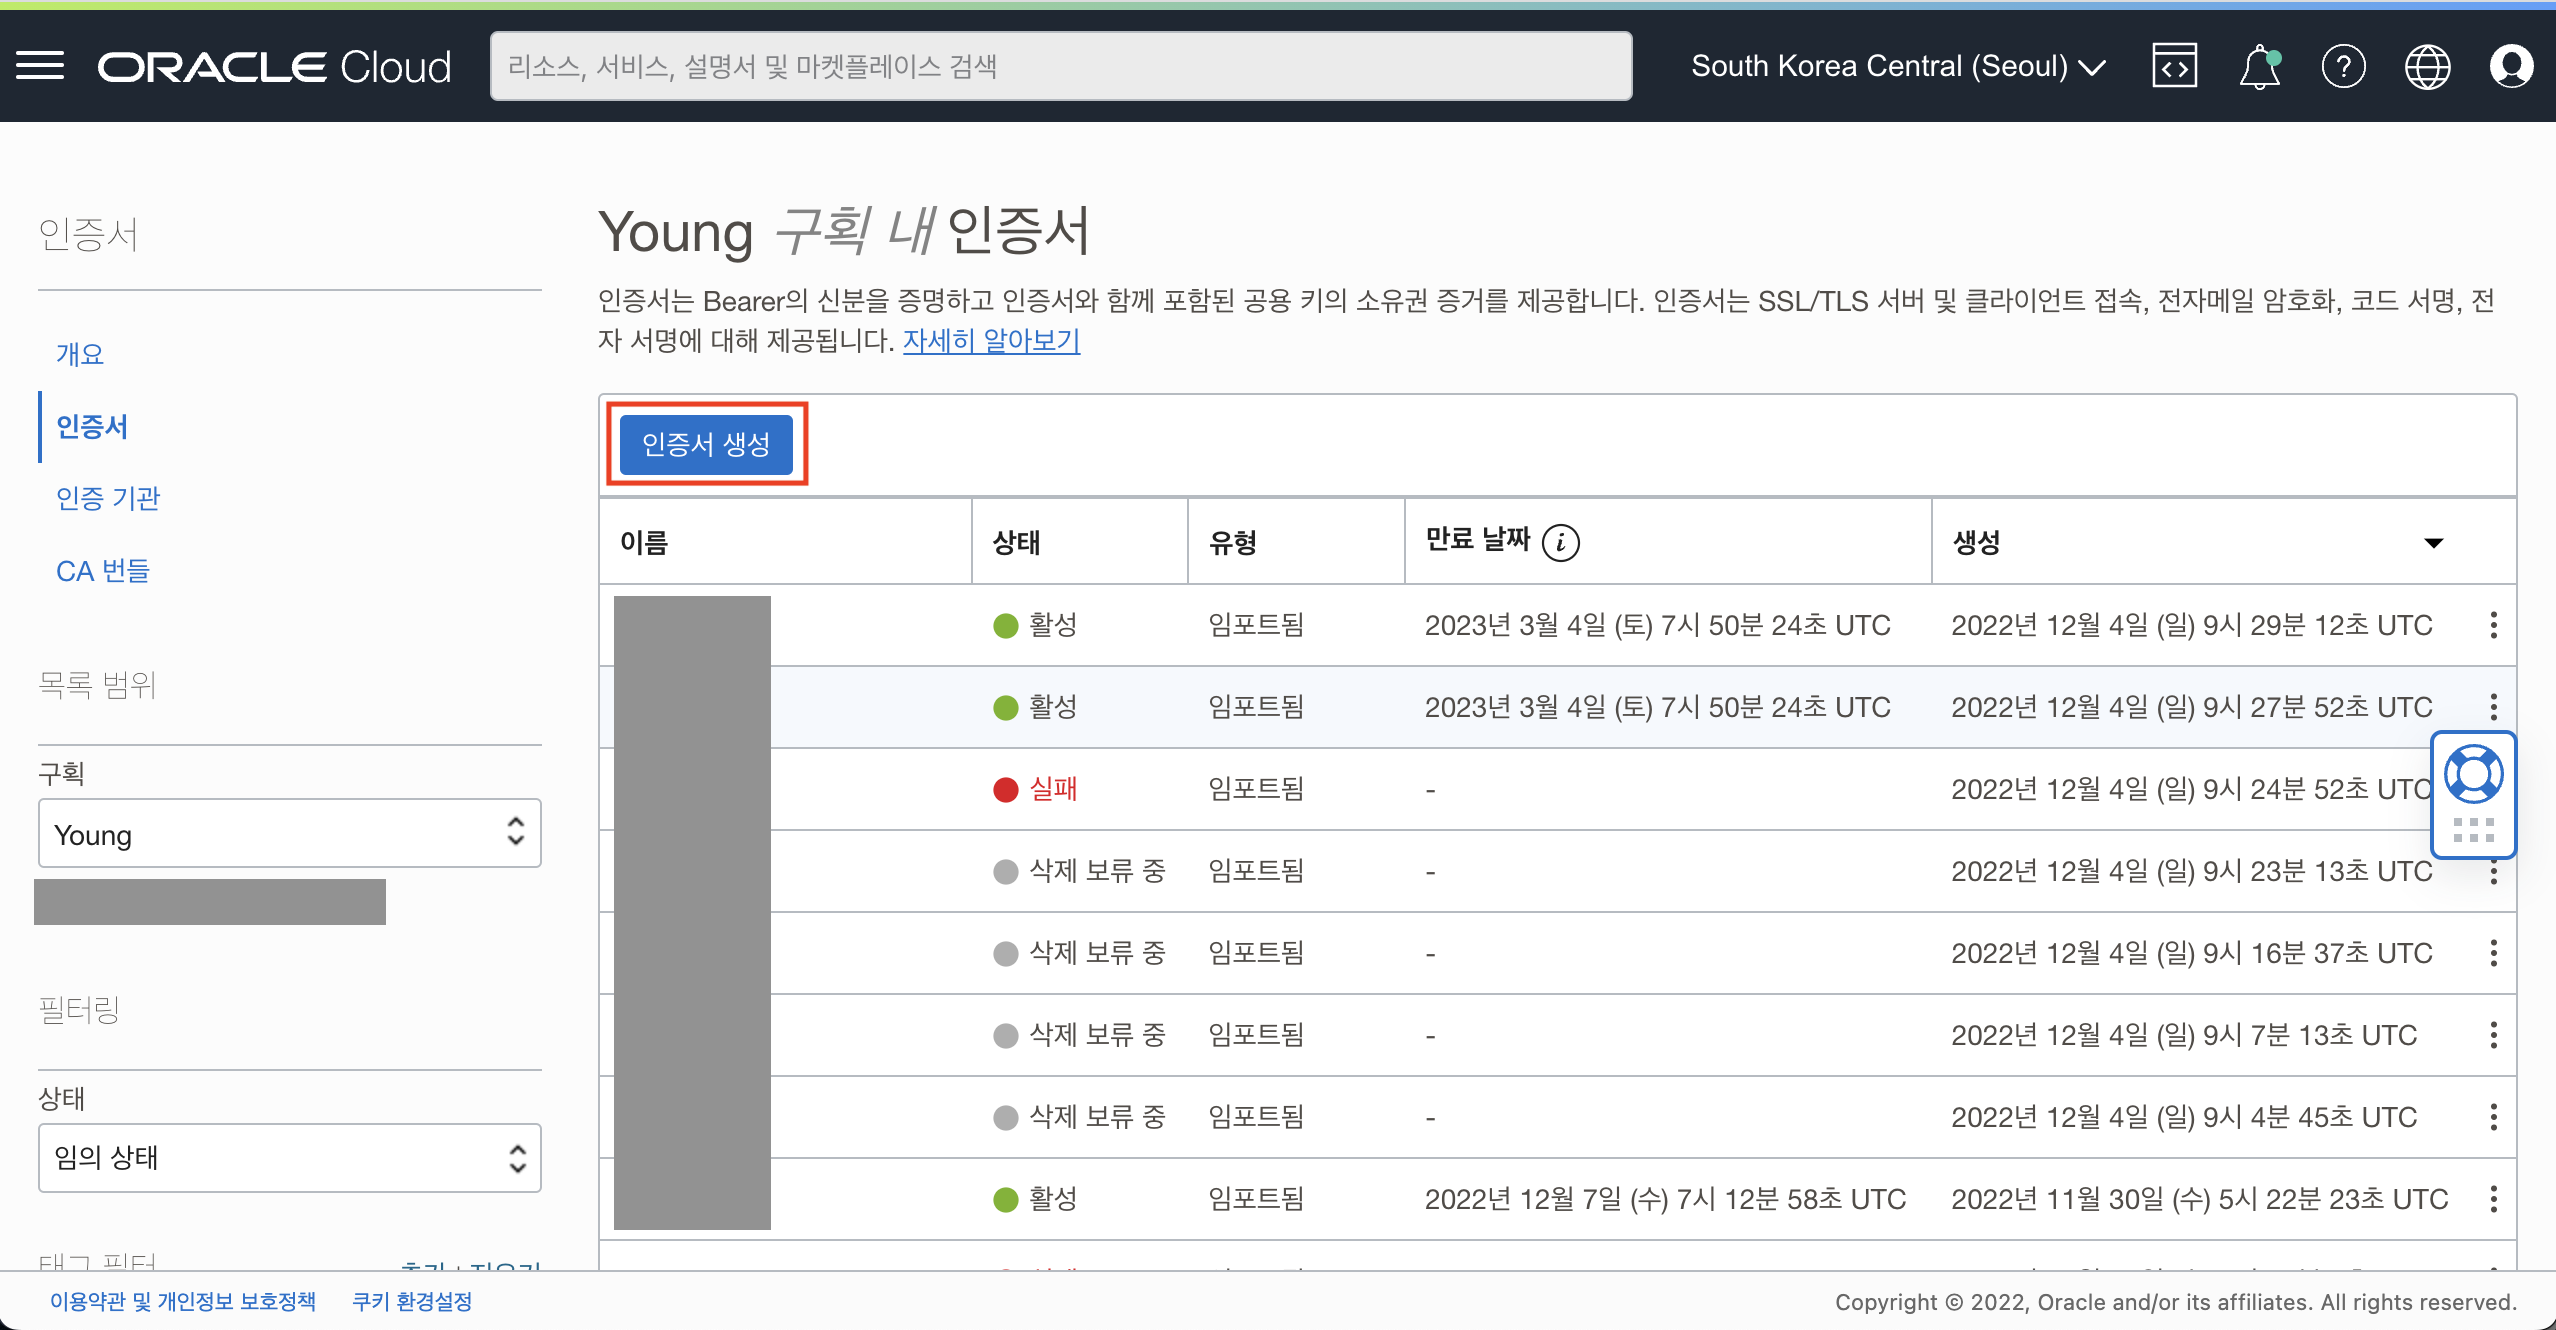 ORACLE Cloud
리소스, 서비스, 설명서 및 마켓플레이스 검색
South Korea Central (Seoul)
인증서
개요
인증서
인증 기관
CA 번들
목록 범위
구획
Young
필터링
상태
임의 상태
태그 필터
추가 | 지우기
Young 구획 내 인증서
인증서는 Bearer의 신분을 증명하고 인증서와 함께 포함된 공용 키의 소유권 증거를 제공합니다. 인증서는 SSL/TLS 서버 및 클라이언트 접속, 전자메일 암호화, 코드 서명, 전
자 서명에 대해 제공됩니다. 자세히 알아보기
인증서 생성
이름 상태 유형 만료 날짜 i 생성
활성 임포트됨 2023년 3월 4일 (토) 7시 50분 24초 UTC 2022년 12월 4일 (일) 9시 29분 12초 UTC
활성 임포트됨 2023년 3월 4일 (토) 7시 50분 24초 UTC 2022년 12월 4일 (일) 9시 27분 52초 UTC
실패 임포트됨 - 2022년 12월 4일 (일) 9시 24분 52초 UTC
삭제 보류 중 임포트됨 - 2022년 12월 4일 (일) 9시 23분 13초 UTC
삭제 보류 중 임포트됨 - 2022년 12월 4일 (일) 9시 16분 37초 UTC
삭제 보류 중 임포트됨 - 2022년 12월 4일 (일) 9시 7분 13초 UTC
삭제 보류 중 임포트됨 - 2022년 12월 4일 (일) 9시 4분 45초 UTC
활성 임포트됨 2022년 12월 7일 (수) 7시 12분 58초 UTC 2022년 11월 30일 (수) 5시 22분 23초 UTC
이용약관 및 개인정보 보호정책 쿠키 환경설정
Copyright © 2022, Oracle and/or its affiliates. All rights reserved.